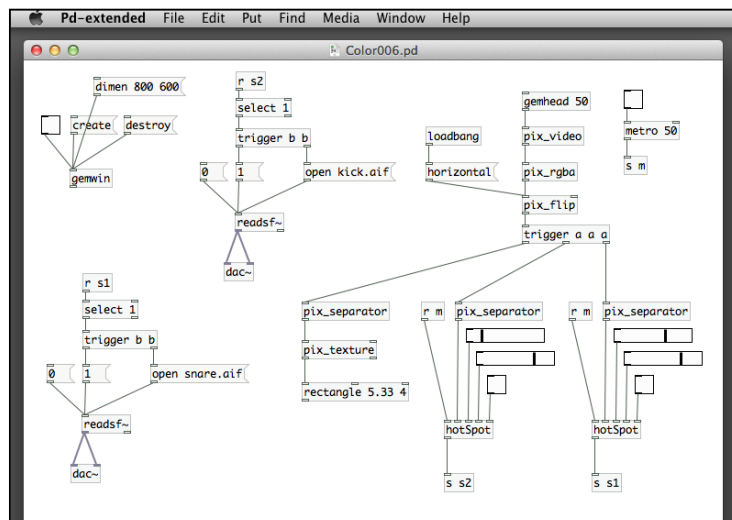 Pd-extended File Edit Put Find Media Window Help
Color006.pd
dimen 800 600
create
destroy
gemwin
r s2
select 1
trigger b b
0
1
open kick.aif
readsf~
dac~
loadbang
horizontal
gemhead 50
pix_video
pix_rgba
pix_flip
trigger a a a
metro 50
s m
r s1
select 1
trigger b b
0
1
open snare.aif
readsf~
dac~
pix_separator
pix_texture
rectangle 5.33 4
r m
pix_separator
hotSpot
s s2
r m
pix_separator
hotSpot
s s1